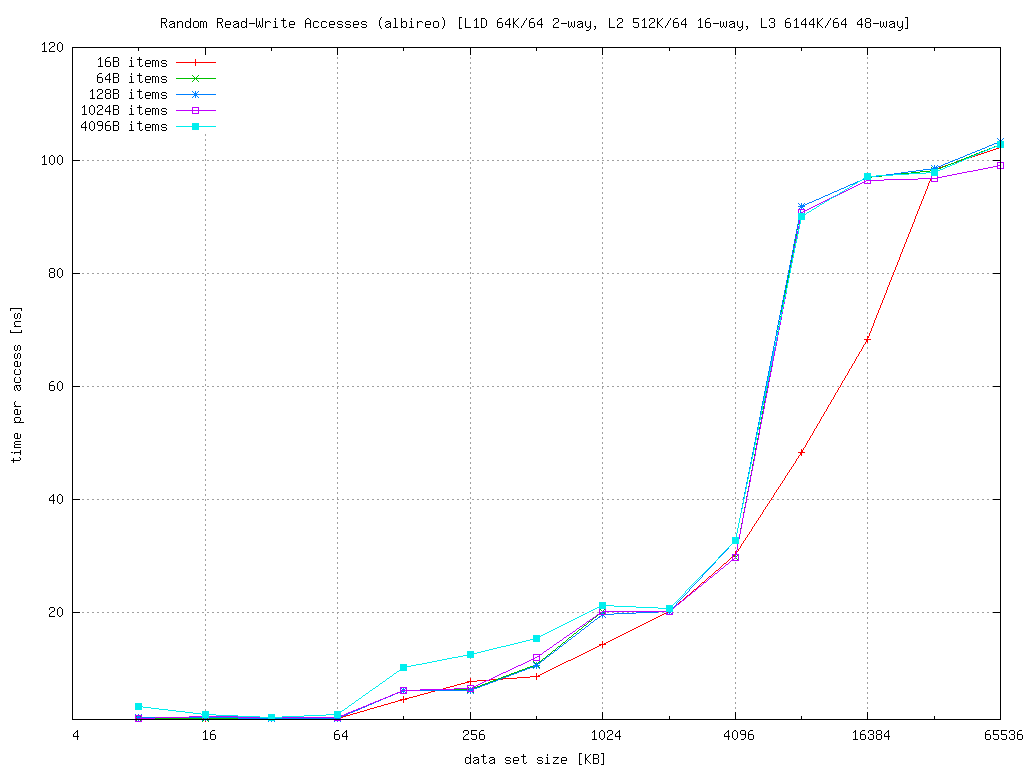 Random Read-Write Accesses (albireo) [L1D 64K/64 2-way, L2 512K/64 16-way, L3 6144K/64 48-way]
120
100
80
60
40
20
16B items
64B items
128B items
1024B items
4096B items
time per access [ns]
4 16 64 256 1024 4096 16384 65536
data set size [KB]